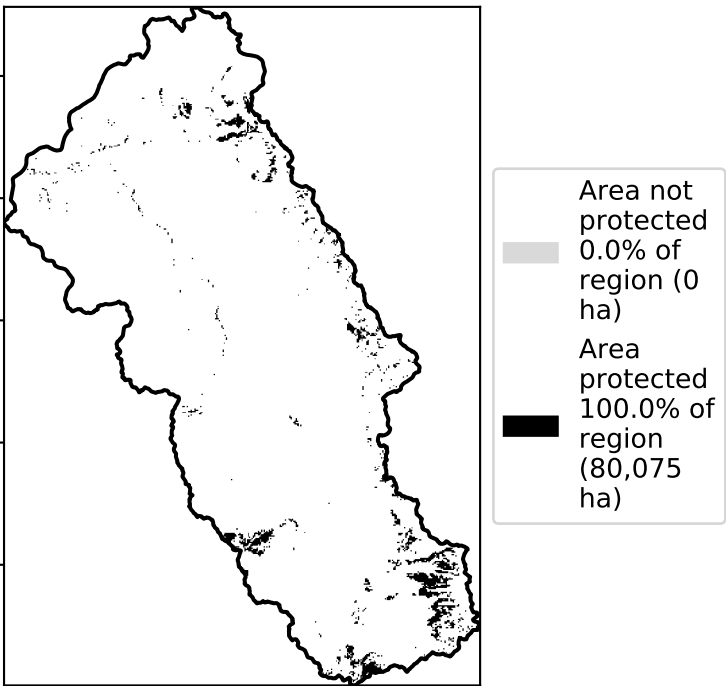 Area not
protected
0.0% of
region (0
ha)
Area
protected
100.0% of
region
(80,075
ha)